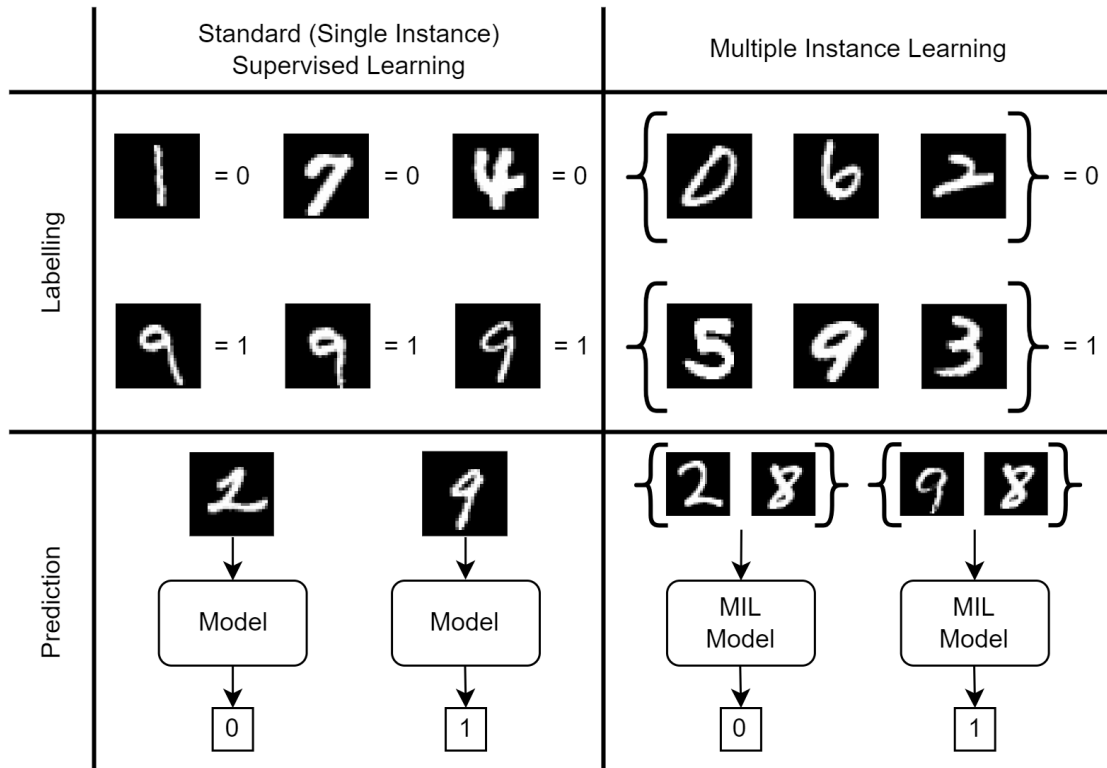 Standard (Single Instance)
Supervised Learning
Multiple Instance Learning
Labelling
1 = 0 7 = 0 4 = 0 { 0 6 2 } = 0
9 = 1 9 = 1 9 = 1 { 5 9 3 } = 1
Prediction
2 9 { 2 8 } { 9 8 }
Model Model MIL MIL
Model Model
0 1 0 1